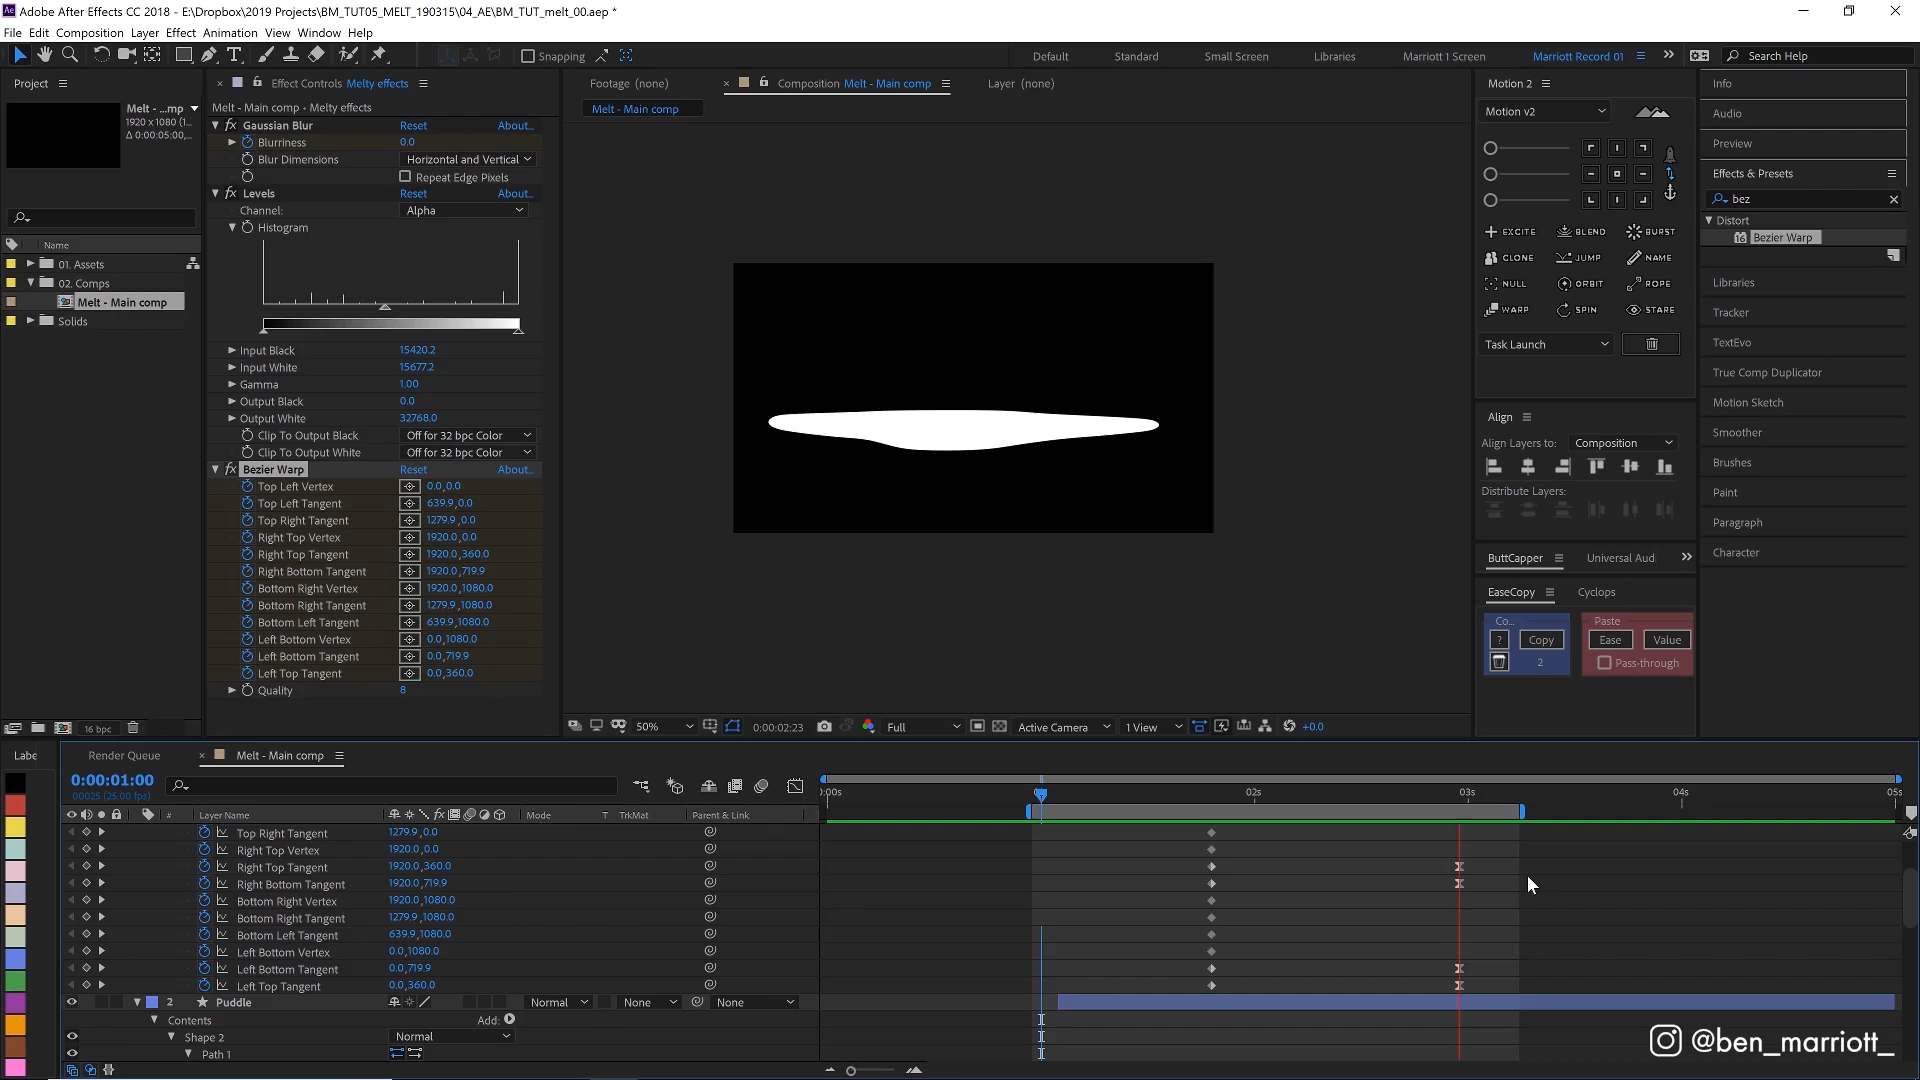 Adobe After Effects CC 2018 - E:\Dropbox\2019 Projects\BM_TUT05_MELT_190315\04_AE\BM_TUT_melt_00.aep *
File Edit Composition Layer Effect Animation View Window Help
Snapping Default Standard Small Screen Libraries Marriott 1 Screen Marriott Record 01 Search Help
Project
Melt - ...mp
1920 x 1080 (1...
Δ 0:00:05:00,...
Name
01. Assets
02. Comps
Melt - Main comp
Solids
16 bpc
Effect Controls Melty effects
Melt - Main comp • Melty effects
Gaussian Blur Reset About...
Blurriness 0.0
Blur Dimensions Horizontal and Vertical
Repeat Edge Pixels
Levels Reset About...
Channel: Alpha
Histogram
Input Black 15420.2
Input White 15677.2
Gamma 1.00
Output Black 0.0
Output White 32768.0
Clip To Output Black Off for 32 bpc Color
Clip To Output White Off for 32 bpc Color
Bezier Warp Reset About...
Top Left Vertex 0.0,0.0
Top Left Tangent 639.9,0.0
Top Right Tangent 1279.9,0.0
Right Top Vertex 1920.0,0.0
Right Top Tangent 1920.0,360.0
Right Bottom Tangent 1920.0,719.9
Bottom Right Vertex 1920.0,1080.0
Bottom Right Tangent 1279.9,1080.0
Bottom Left Tangent 639.9,1080.0
Left Bottom Vertex 0.0,1080.0
Left Bottom Tangent 0.0,719.9
Left Top Tangent 0.0,360.0
Quality 8
Footage (none) Composition Melt - Main comp Layer (none)
Melt - Main comp
50% 0:00:02:23 Full Active Camera 1 View +0.0
Motion 2
Motion v2
EXCITE BLEND BURST
CLONE JUMP NAME
NULL ORBIT ROPE
WARP SPIN STARE
Task Launch
Align
Align Layers to: Composition
Distribute Layers:
ButtCapper Universal Aud
EaseCopy Cyclops
Co... Paste
? Copy Ease Value
2 Pass-through
Info
Audio
Preview
Effects & Presets
bez
Distort
16 Bezier Warp
Libraries
Tracker
TextEvo
True Comp Duplicator
Motion Sketch
Smoother
Wiggler
Brushes
Paint
Paragraph
Character
Labe Render Queue Melt - Main comp
0:00:01:00
00025 (25.00 fps)
:00s 02s 03s 04s 05s
# Layer Name Mode T TrkMat Parent & Link
Top Right Tangent 1279.9,0.0
Right Top Vertex 1920.0,0.0
Right Top Tangent 1920.0,360.0
Right Bottom Tangent 1920.0,719.9
Bottom Right Vertex 1920.0,1080.0
Bottom Right Tangent 1279.9,1080.0
Bottom Left Tangent 639.9,1080.0
Left Bottom Vertex 0.0,1080.0
Left Bottom Tangent 0.0,719.9
Left Top Tangent 0.0,360.0
2 Puddle Normal None None
Contents Add:
Shape 2 Normal
Path 1
@ben_marriott_